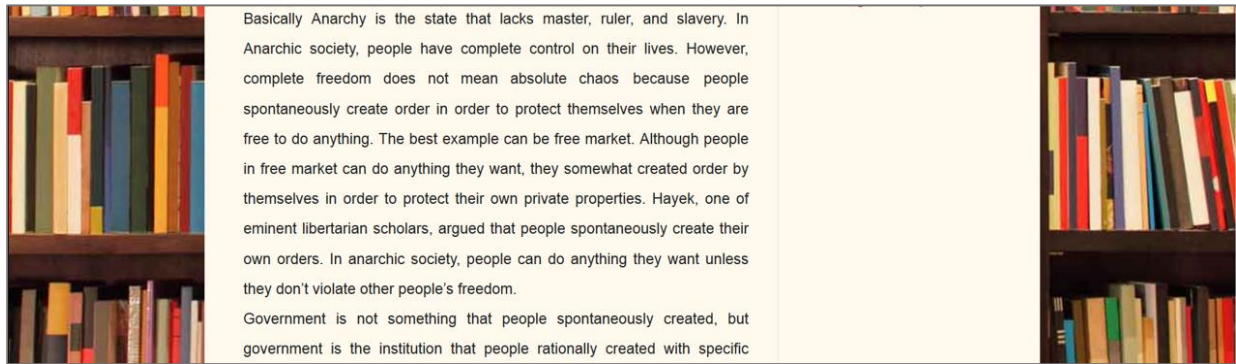 Basically Anarchy is the state that lacks master, ruler, and slavery. In
Anarchic society, people have complete control on their lives. However,
complete freedom does not mean absolute chaos because people
spontaneously create order in order to protect themselves when they are
free to do anything. The best example can be free market. Although people
in free market can do anything they want, they somewhat created order by
themselves in order to protect their own private properties. Hayek, one of
eminent libertarian scholars, argued that people spontaneously create their
own orders. In anarchic society, people can do anything they want unless
they don’t violate other people’s freedom.
Government is not something that people spontaneously created, but
government is the institution that people rationally created with specific